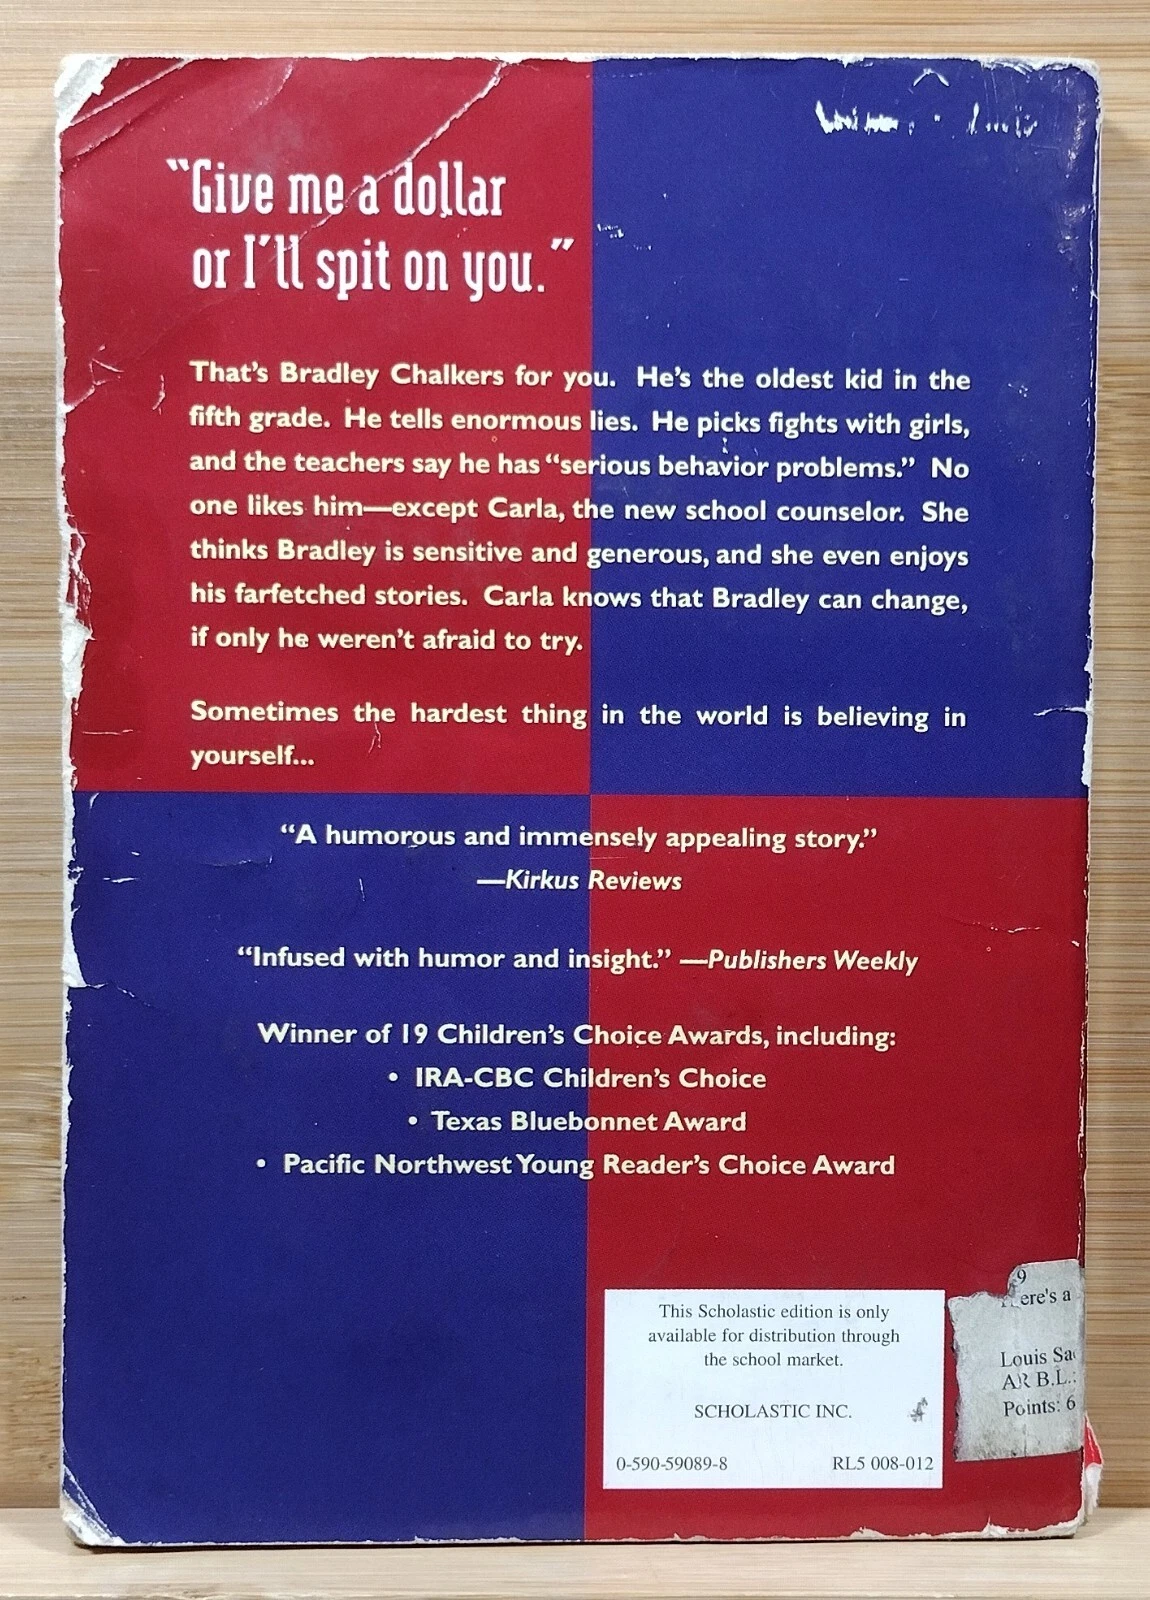 “Give me a dollar
or I’ll spit on you.”
That’s Bradley Chalkers for you. He’s the oldest kid in the
fifth grade. He tells enormous lies. He picks fights with girls,
and the teachers say he has “serious behavior problems.” No
one likes him—except Carla, the new school counselor. She
thinks Bradley is sensitive and generous, and she even enjoys
his farfetched stories. Carla knows that Bradley can change,
if only he weren’t afraid to try.
Sometimes the hardest thing in the world is believing in
yourself...
“A humorous and immensely appealing story.”
—Kirkus Reviews
“Infused with humor and insight.” —Publishers Weekly
Winner of 19 Children’s Choice Awards, including:
• IRA-CBC Children’s Choice
• Texas Bluebonnet Award
• Pacific Northwest Young Reader’s Choice Award
This Scholastic edition is only
available for distribution through
the school market.
SCHOLASTIC INC.
0-590-59089-8 RL5 008-012
9
ere's a
Louis Sa
AR B.L.:
Points: 6